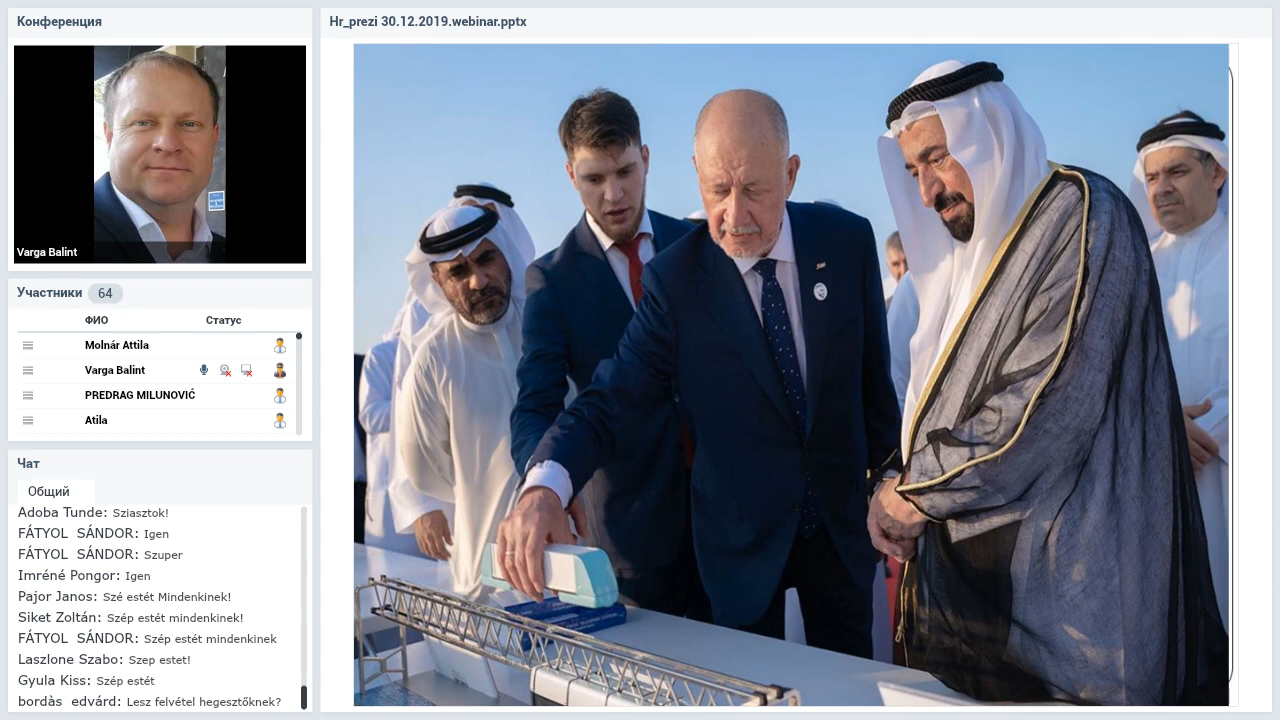 Конференция
Varga Balint
Участники 64
ФИО Статус
Molnár Attila
Varga Balint
PREDRAG MILUNOVIĆ
Atila
Чат
Общий
Adoba Tunde: Sziasztok!
FÁTYOL SÁNDOR: Igen
FÁTYOL SÁNDOR: Szuper
Imréné Pongor: Igen
Pajor Janos: Szé estét Mindenkinek!
Siket Zoltán: Szép estét mindenkinek!
FÁTYOL SÁNDOR: Szép estét mindenkinek
Laszlone Szabo: Szep estet!
Gyula Kiss: Szép estét
bordàs edvárd: Lesz felvétel hegesztőknek?
Hr_prezi 30.12.2019.webinar.pptx